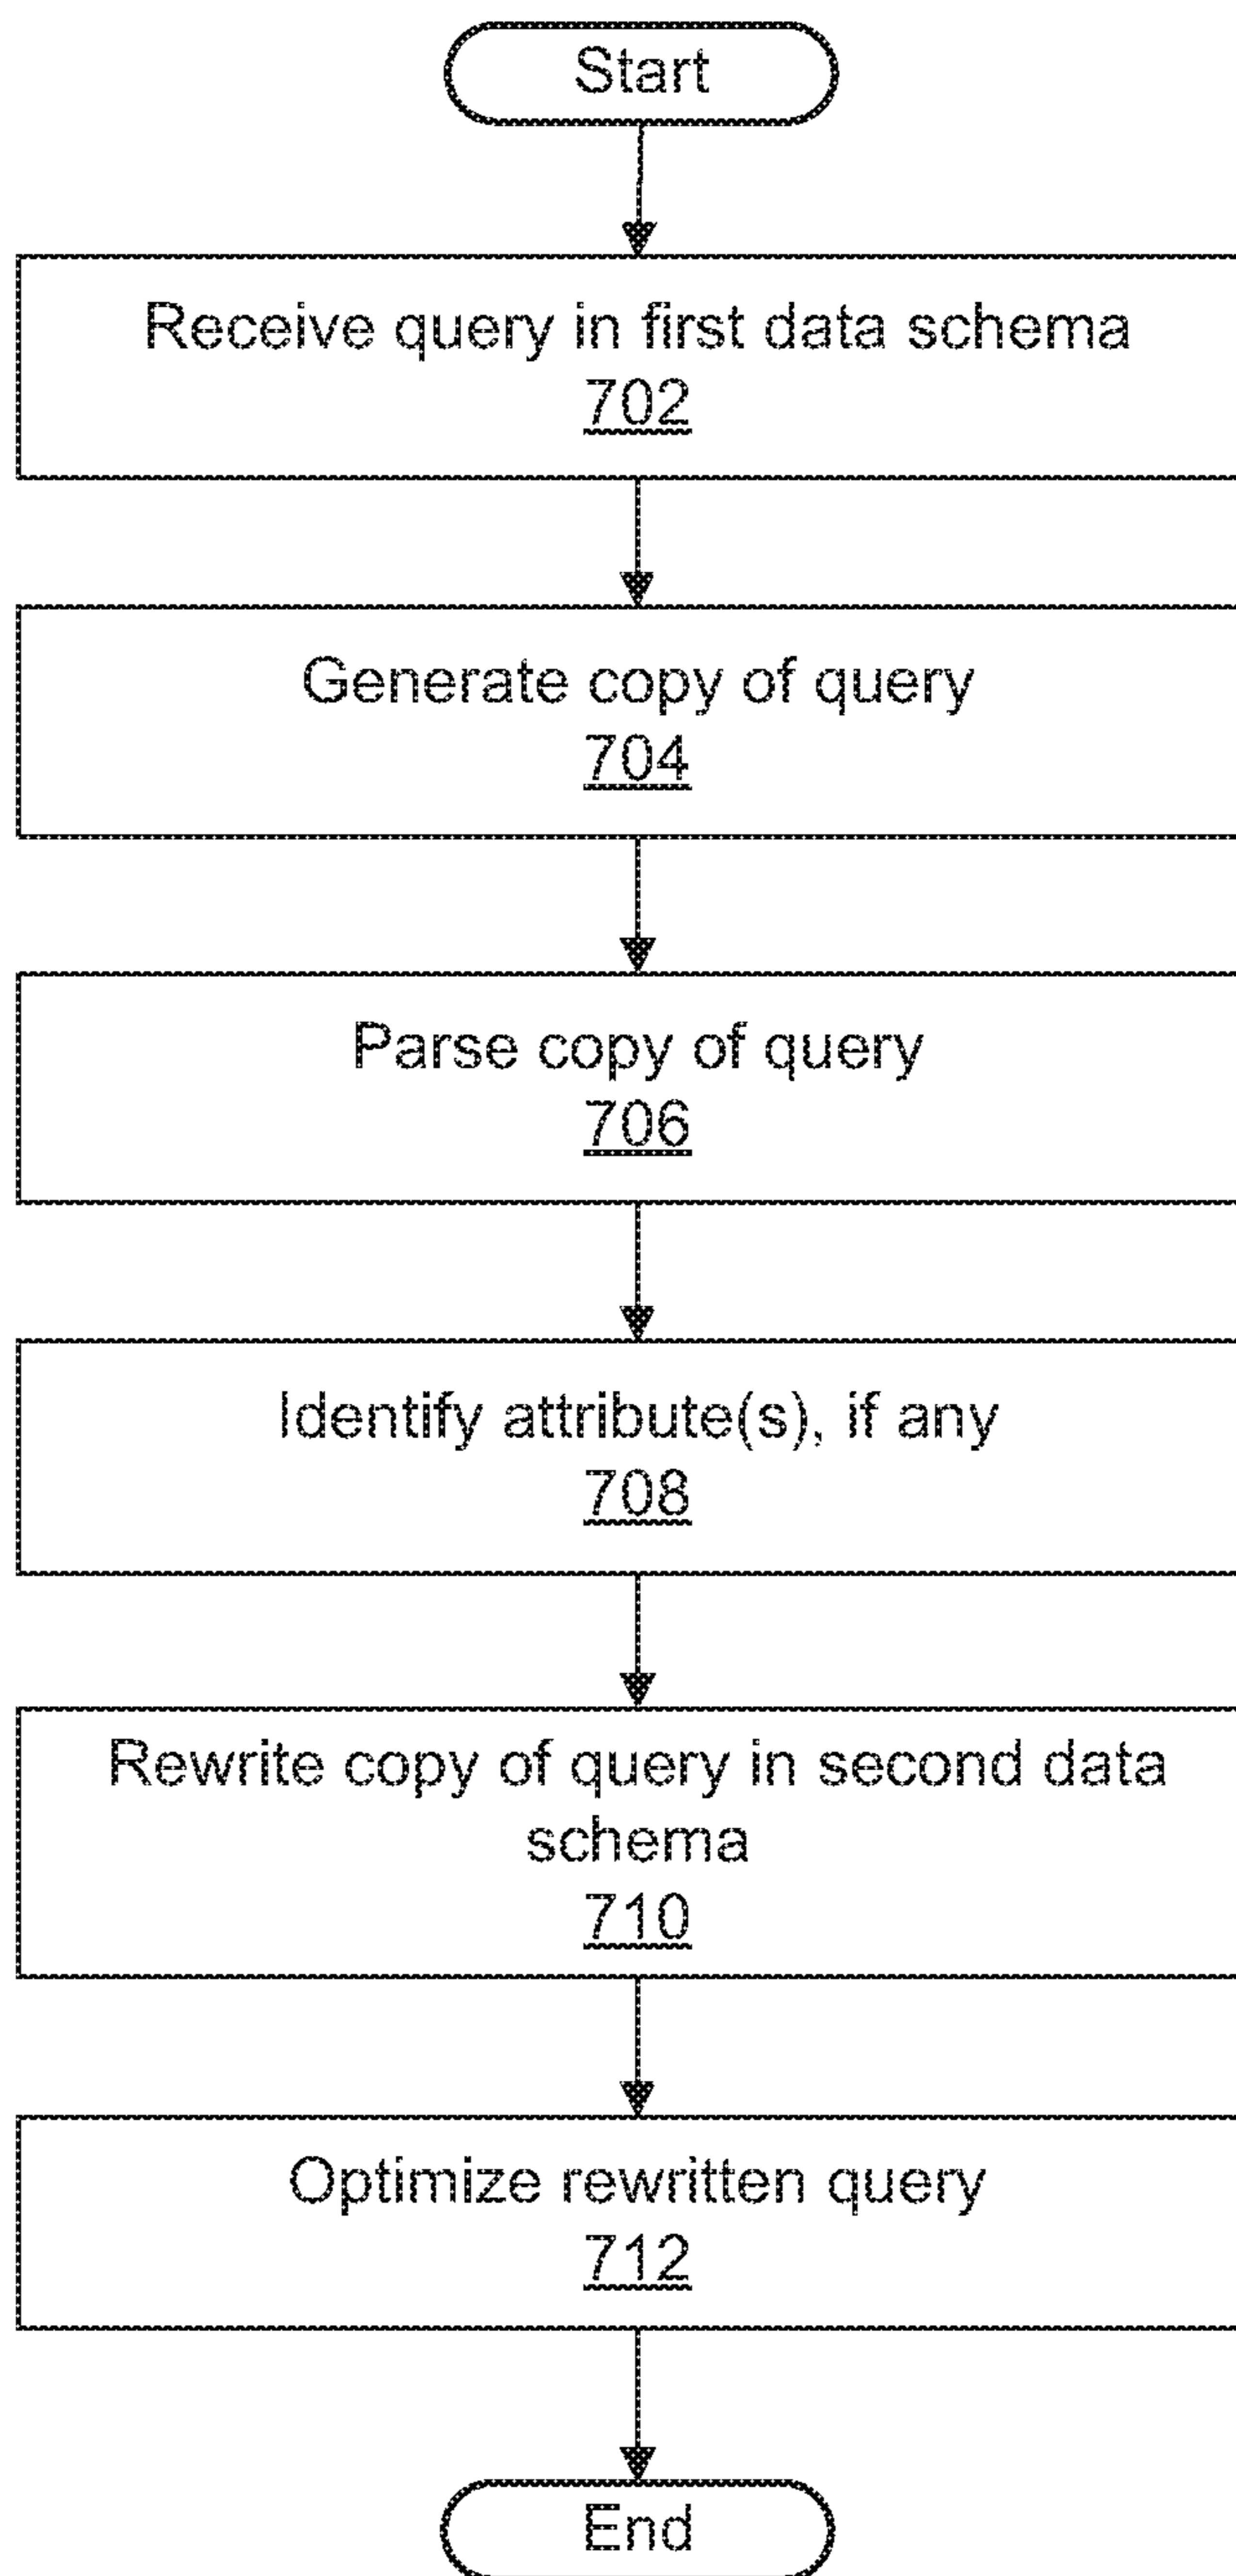 Start
Receive query in first data schema
702
Generate copy of query
704
Parse copy of query
706
Identify attribute(s), if any
708
Rewrite copy of query in second data
schema
710
Optimize rewritten query
712
End